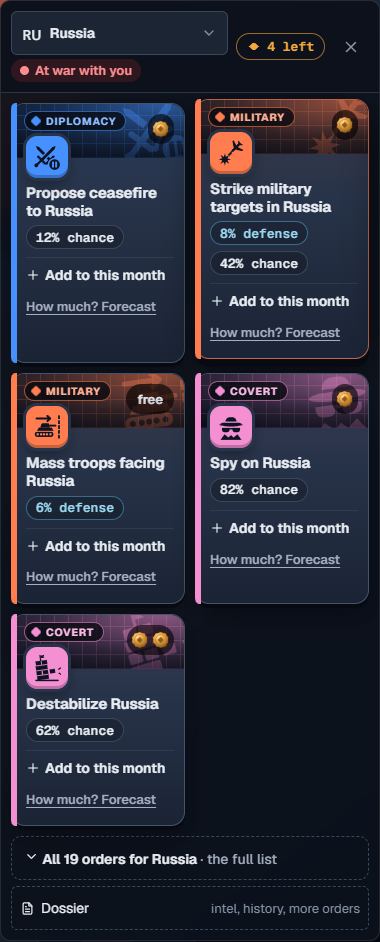 RU Russia
4 left
At war with you
DIPLOMACY
Propose ceasefire
to Russia
12% chance
+ Add to this month
How much? Forecast
MILITARY
Strike military
targets in Russia
8% defense
42% chance
+ Add to this month
How much? Forecast
MILITARY
free
Mass troops facing
Russia
6% defense
+ Add to this month
How much? Forecast
COVERT
Spy on Russia
82% chance
+ Add to this month
How much? Forecast
COVERT
Destabilize Russia
62% chance
+ Add to this month
How much? Forecast
All 19 orders for Russia · the full list
Dossier
intel, history, more orders